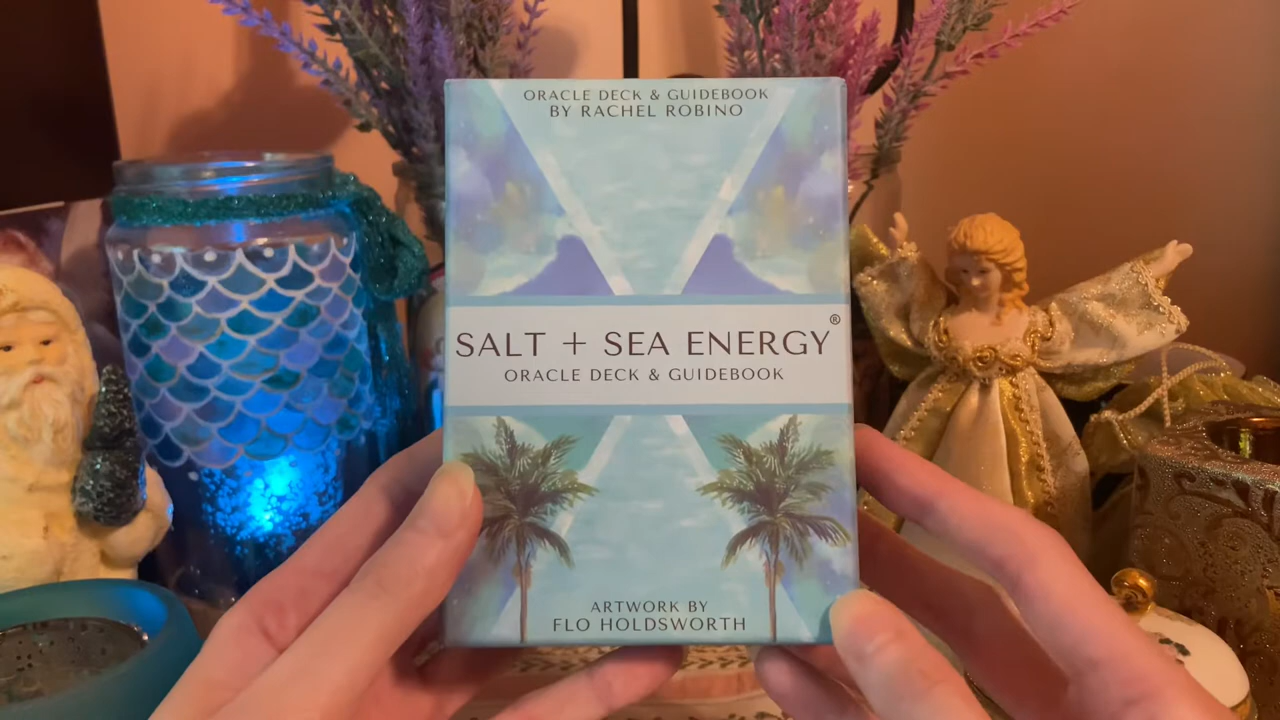 ORACLE DECK & GUIDEBOOK
BY RACHEL ROBINO
SALT + SEA ENERGY®
ORACLE DECK & GUIDEBOOK
ARTWORK BY
FLO HOLDSWORTH